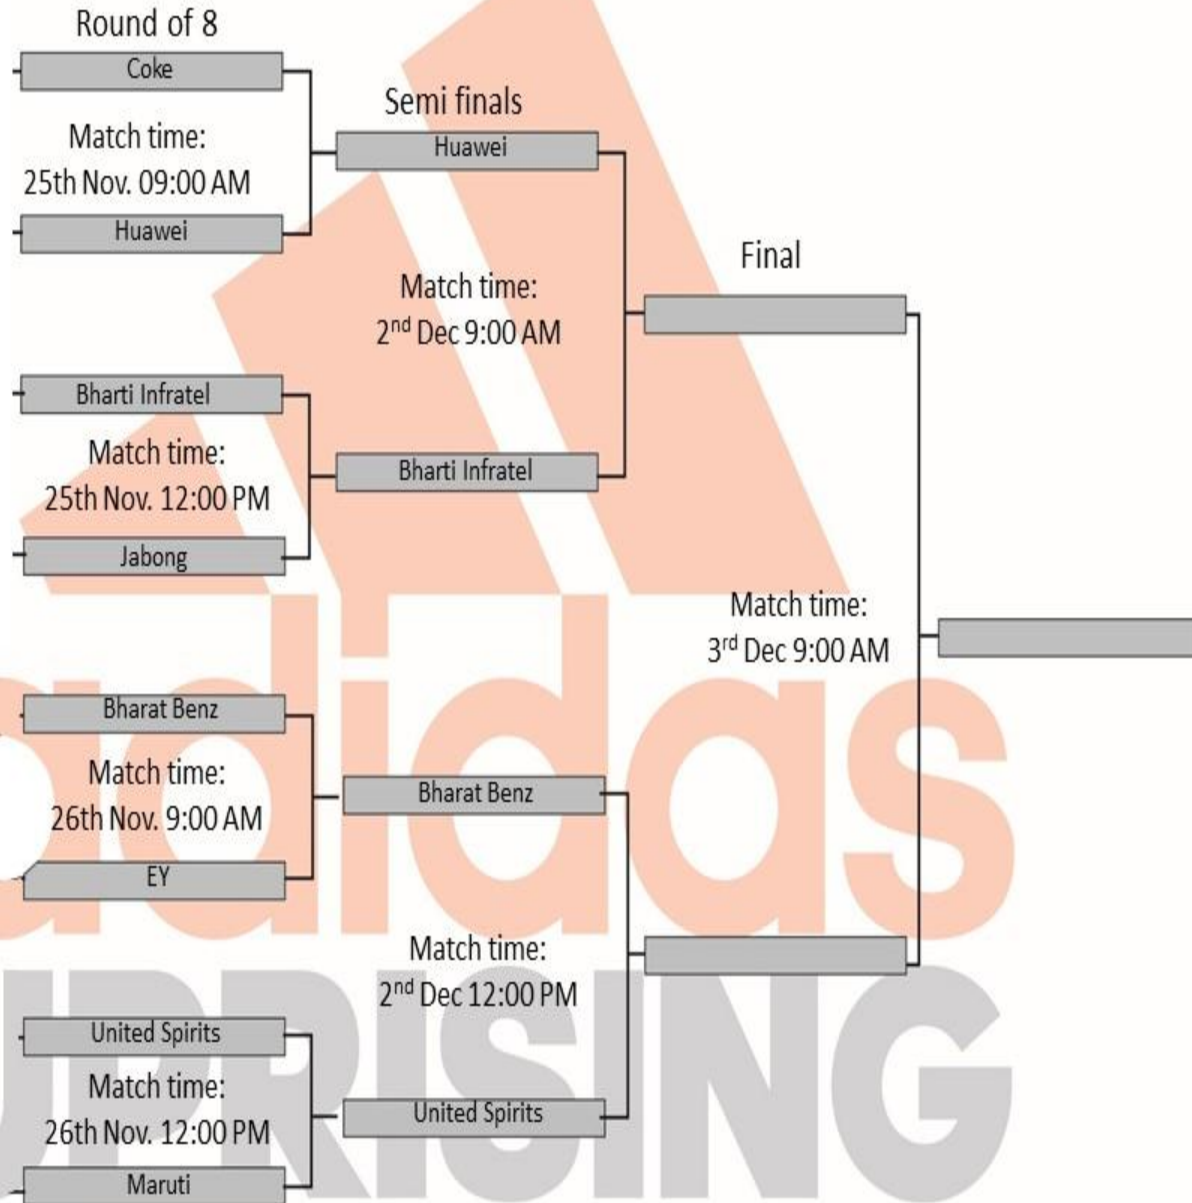 Round of 8
Coke
Semi finals
Match time:
25th Nov. 09:00 AM
Huawei
Huawei
Final
Match time:
2nd Dec 9:00 AM
Bharti Infratel
Match time:
25th Nov. 12:00 PM
Bharti Infratel
Jabong
Match time:
3rd Dec 9:00 AM
Bharat Benz
Match time:
26th Nov. 9:00 AM
Bharat Benz
EY
Match time:
2nd Dec 12:00 PM
United Spirits
Match time:
26th Nov. 12:00 PM
United Spirits
Maruti
adidas
UPRISING